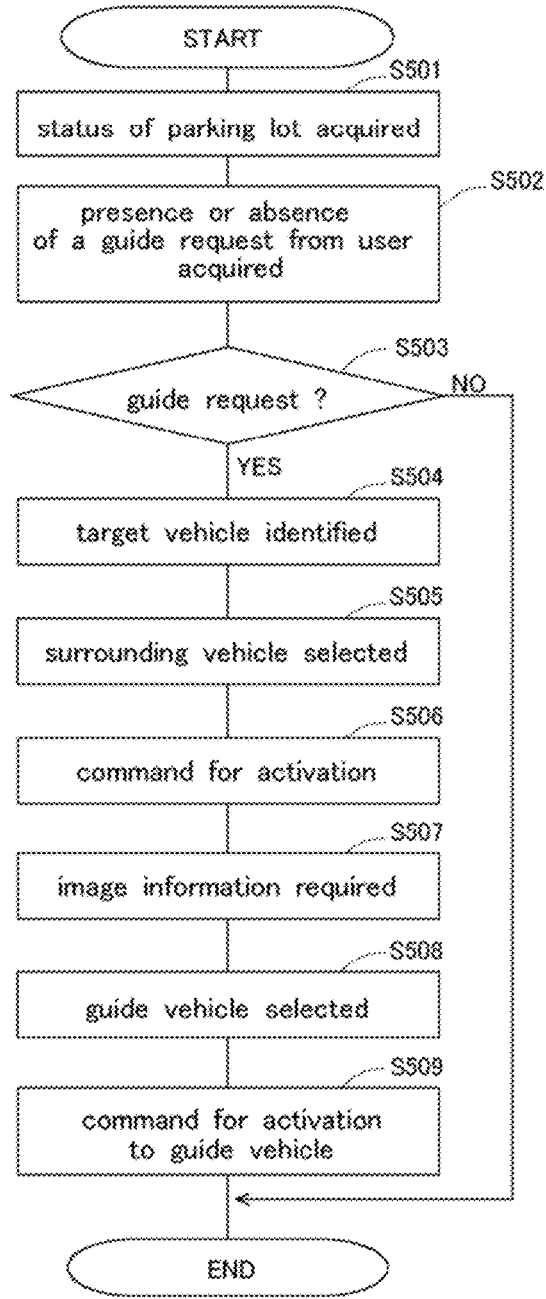 START
S501
status of parking lot acquired
S502
presence or absence
of a guide request from user
acquired
S503
guide request ?
NO
YES
S504
target vehicle identified
S505
surrounding vehicle selected
S506
command for activation
S507
image information required
S508
guide vehicle selected
S509
command for activation
to guide vehicle
END